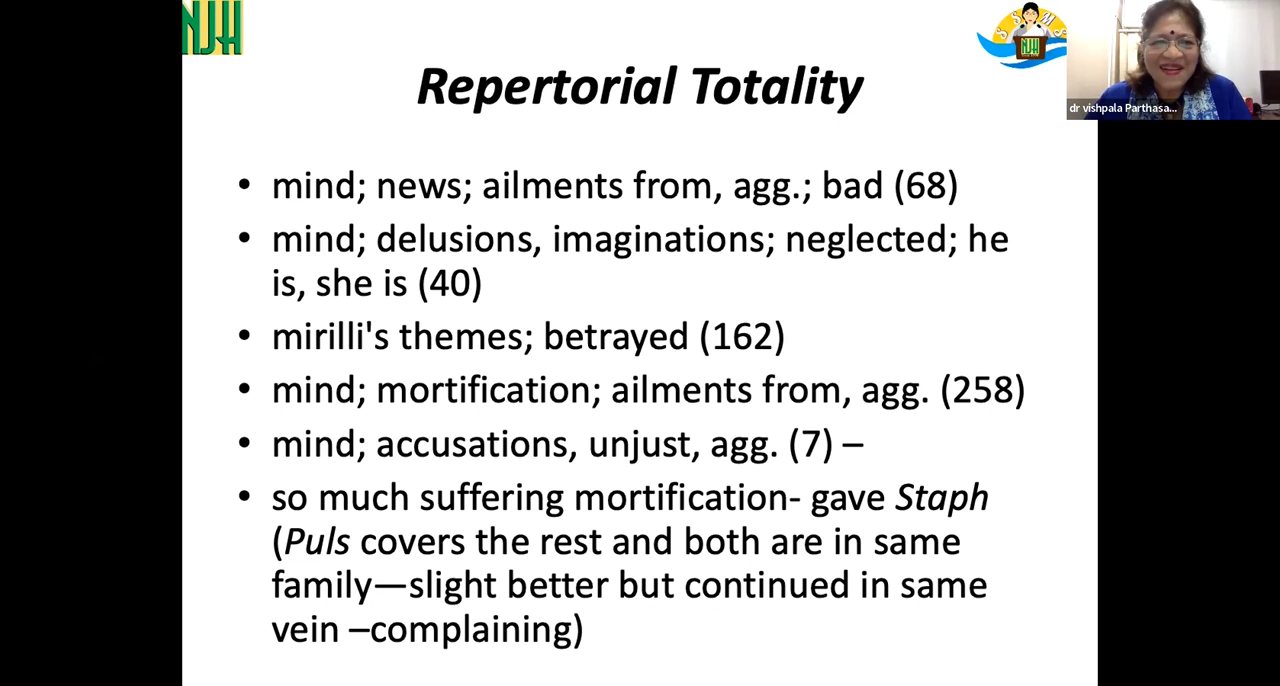 NJH
S S M S
NJH
dr vishpala Parthasa...
Repertorial Totality
• mind; news; ailments from, agg.; bad (68)
• mind; delusions, imaginations; neglected; he
is, she is (40)
• mirilli's themes; betrayed (162)
• mind; mortification; ailments from, agg. (258)
• mind; accusations, unjust, agg. (7) –
• so much suffering mortification- gave Staph
(Puls covers the rest and both are in same
family—slight better but continued in same
vein –complaining)